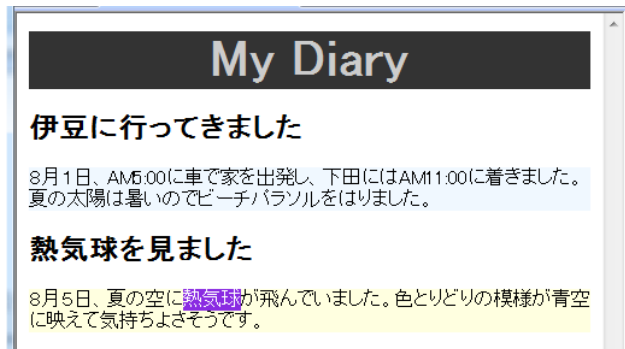 My Diary
伊豆に行ってきました
8月1日、AM5:00に車で家を出発し、下田にはAM11:00に着きました。
夏の太陽は暑いのでビーチパラソルをはりました。
熱気球を見ました
8月5日、夏の空に熱気球が飛んでいました。色とりどりの模様が青空
に映えて気持ちよさそうです。